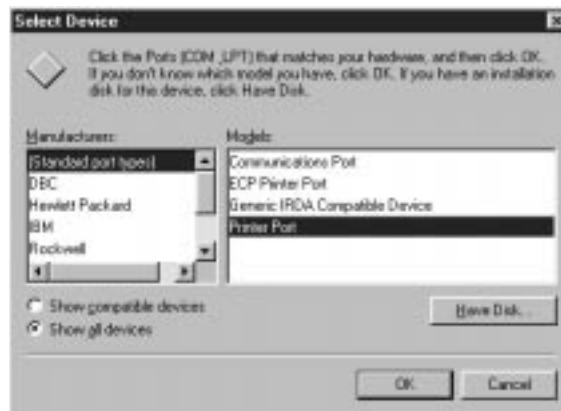 Select Device
Click the Ports (COM_LPT) that matches your hardware, and then click OK.
If you don't know which model you have, click OK. If you have an installation
disk for this device, click Have Disk.
Manufacturers:
Models:
(Standard port types)
DBC
Hewlett Packard
IBM
Rockwell
Communications Port
ECP Printer Port
Generic IRDA Compatible Device
Printer Port
Show compatible devices
Show all devices
Have Disk...
OK
Cancel